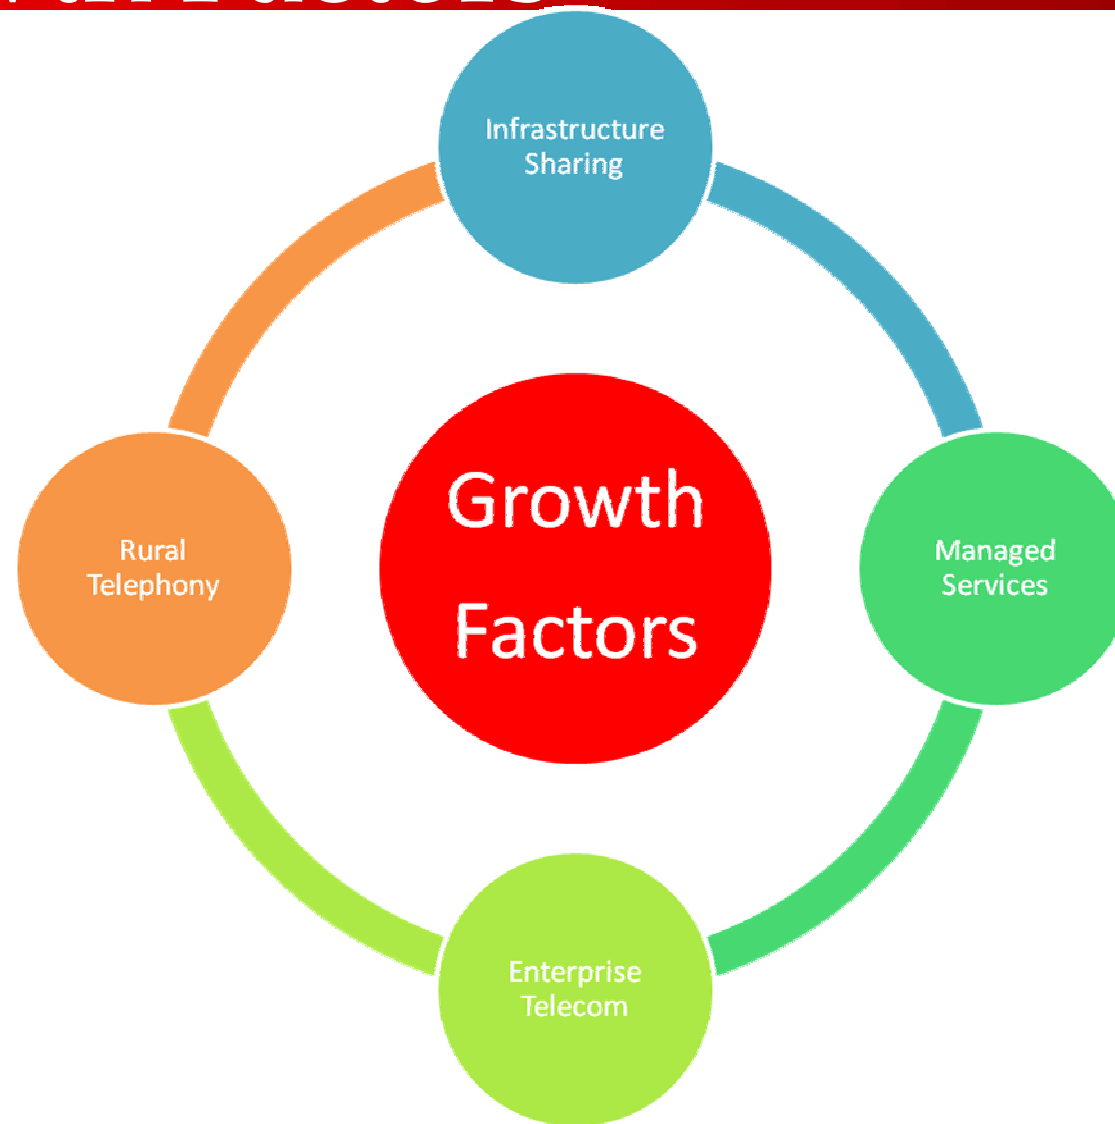 Infrastructure
Sharing
Growth
Factors
Rural
Telephony
Managed
Services
Enterprise
Telecom